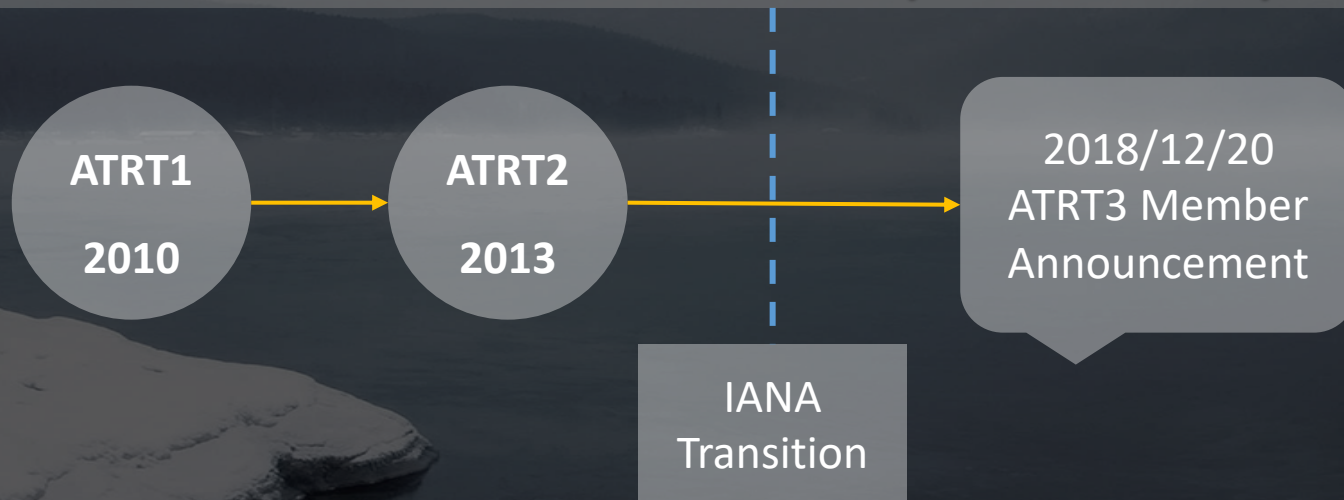 ATRT1
2010
ATRT2
2013
2018/12/20
ATRT3 Member
Announcement
IANA
Transition